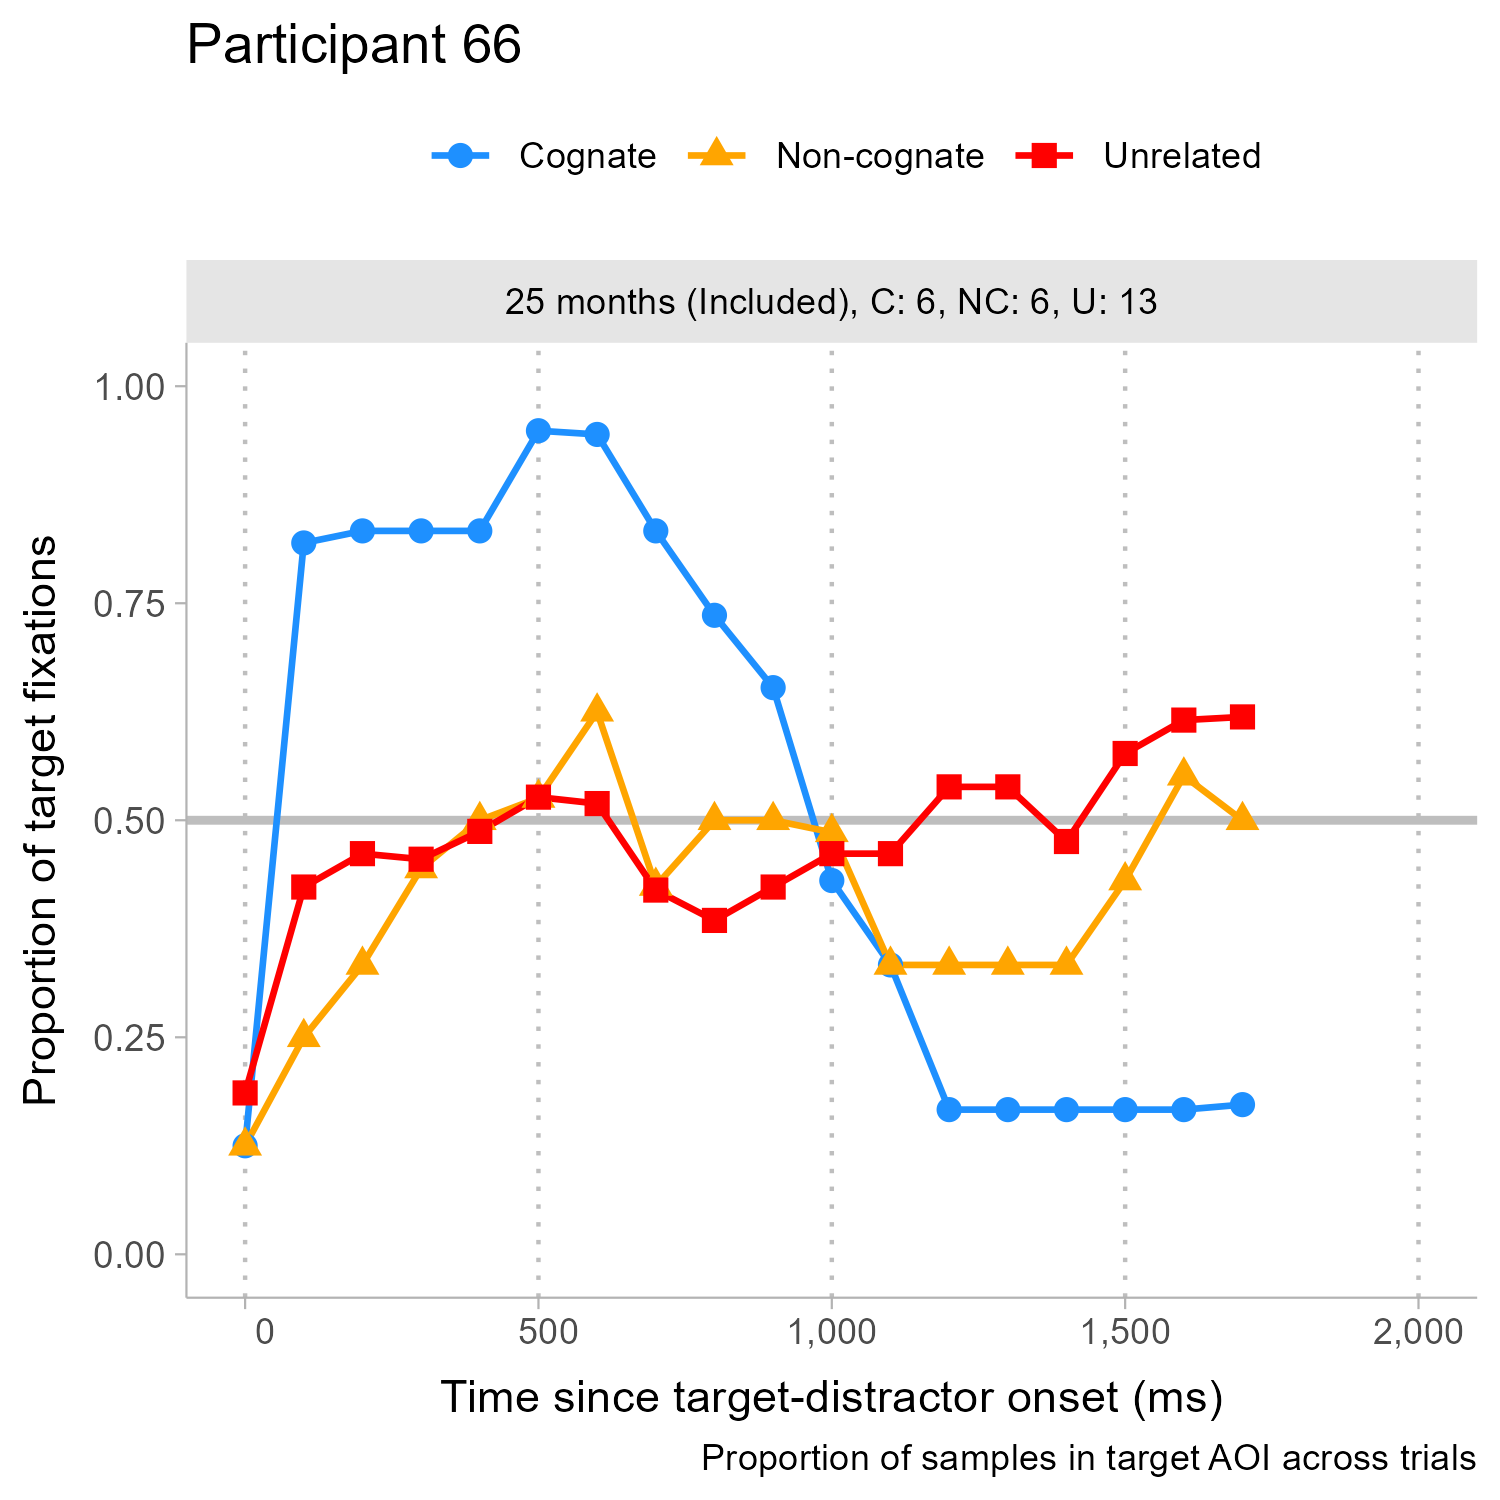 Participant 66
Cognate Non-cognate Unrelated
25 months (Included), C: 6, NC: 6, U: 13
1.00
0.75
0.50
0.25
0.00
Proportion of target fixations
0 500 1,000 1,500 2,000
Time since target-distractor onset (ms)
Proportion of samples in target AOI across trials